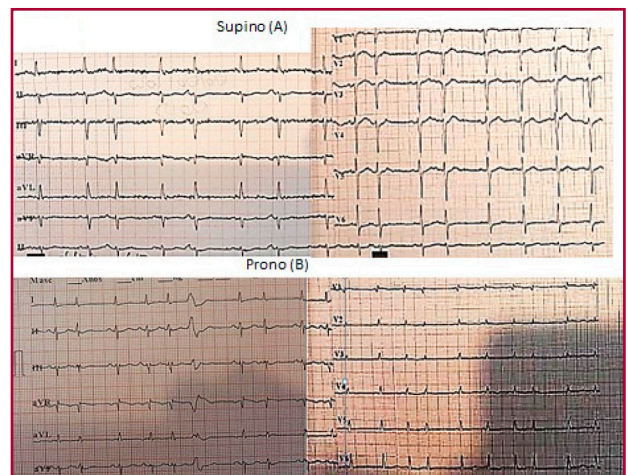 Supino (A)
I
II
III
aVR
aVL
aVF
II
V1
V2
V3
V4
V5
V6
Prono (B)
Masc
Años
I
II
III
aVR
aVL
aVF
V1
V2
V3
V4
V5
V6